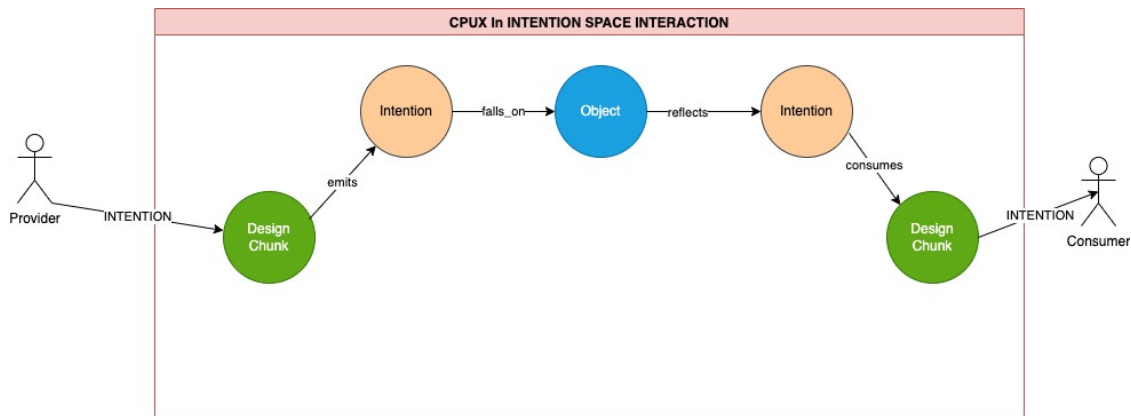 CPUX In INTENTION SPACE INTERACTION
Intention
falls_on
Object
reflects
Intention
emits
consumes
Provider
INTENTION
Design
Chunk
Design
Chunk
INTENTION
Consumer